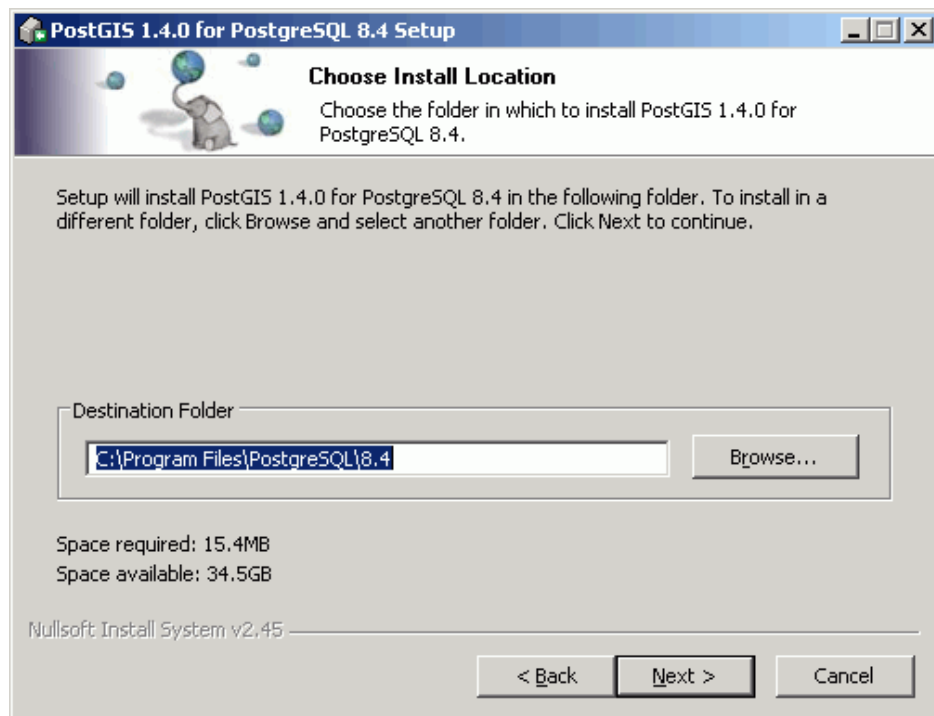 PostGIS 1.4.0 for PostgreSQL 8.4 Setup
Choose Install Location
Choose the folder in which to install PostGIS 1.4.0 for
PostgreSQL 8.4.
Setup will install PostGIS 1.4.0 for PostgreSQL 8.4 in the following folder. To install in a
different folder, click Browse and select another folder. Click Next to continue.
Destination Folder
C:\Program Files\PostgreSQL\8.4
Browse...
Space required: 15.4MB
Space available: 34.5GB
Nullsoft Install System v2.45
< Back
Next >
Cancel